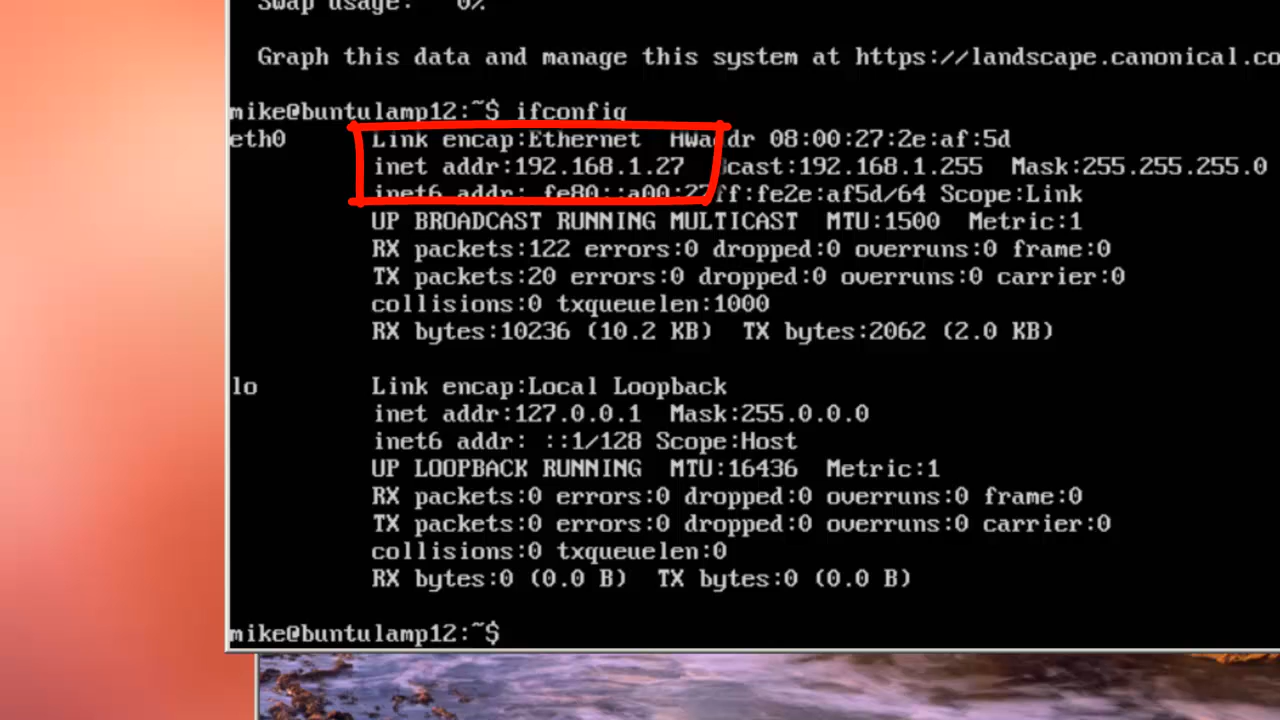 Swap usage: 0%
Graph this data and manage this system at https://landscape.canonical.co
mike@buntulamp12:~$ ifconfig
eth0 Link encap:Ethernet HWaddr 08:00:27:2e:af:5d
inet addr:192.168.1.27 Bcast:192.168.1.255 Mask:255.255.255.0
inet6 addr: fe80::a00:27ff:fe2e:af5d/64 Scope:Link
UP BROADCAST RUNNING MULTICAST MTU:1500 Metric:1
RX packets:122 errors:0 dropped:0 overruns:0 frame:0
TX packets:20 errors:0 dropped:0 overruns:0 carrier:0
collisions:0 txqueuelen:1000
RX bytes:10236 (10.2 KB) TX bytes:2062 (2.0 KB)
lo Link encap:Local Loopback
inet addr:127.0.0.1 Mask:255.0.0.0
inet6 addr: ::1/128 Scope:Host
UP LOOPBACK RUNNING MTU:16436 Metric:1
RX packets:0 errors:0 dropped:0 overruns:0 frame:0
TX packets:0 errors:0 dropped:0 overruns:0 carrier:0
collisions:0 txqueuelen:0
RX bytes:0 (0.0 B) TX bytes:0 (0.0 B)
mike@buntulamp12:~$